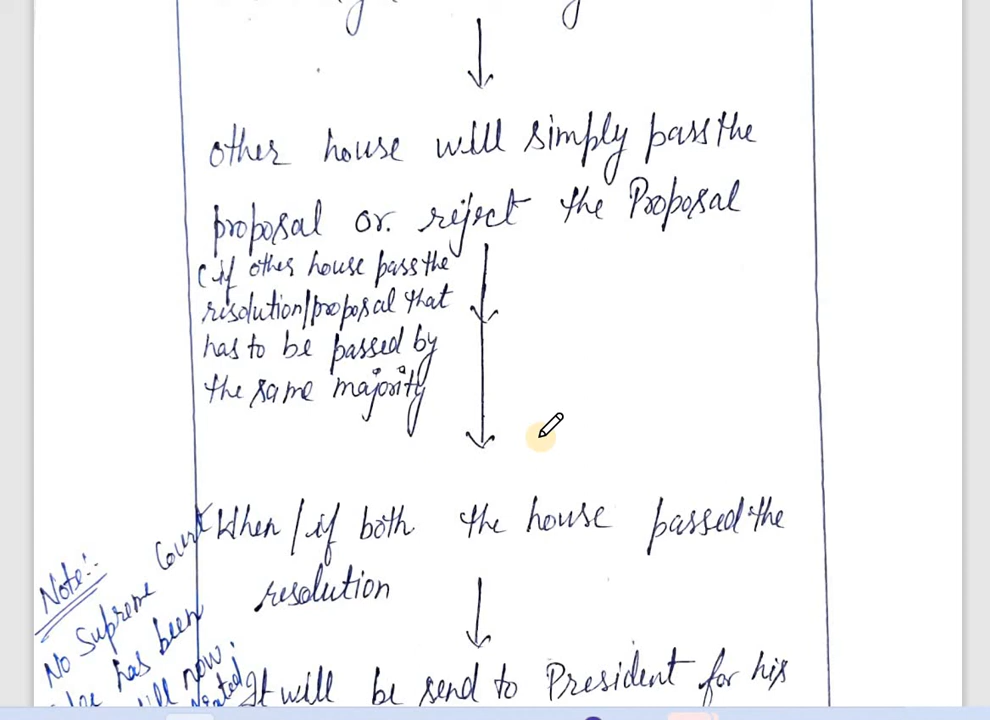 other house will simply pass the
proposal or. reject the Proposal
(if other house pass the
resolution/proposal that
has to be passed by
the same majority
When/if both the house passed the
resolution
It will be send to President for his
Note:-
No Supreme Court
has been
till now.